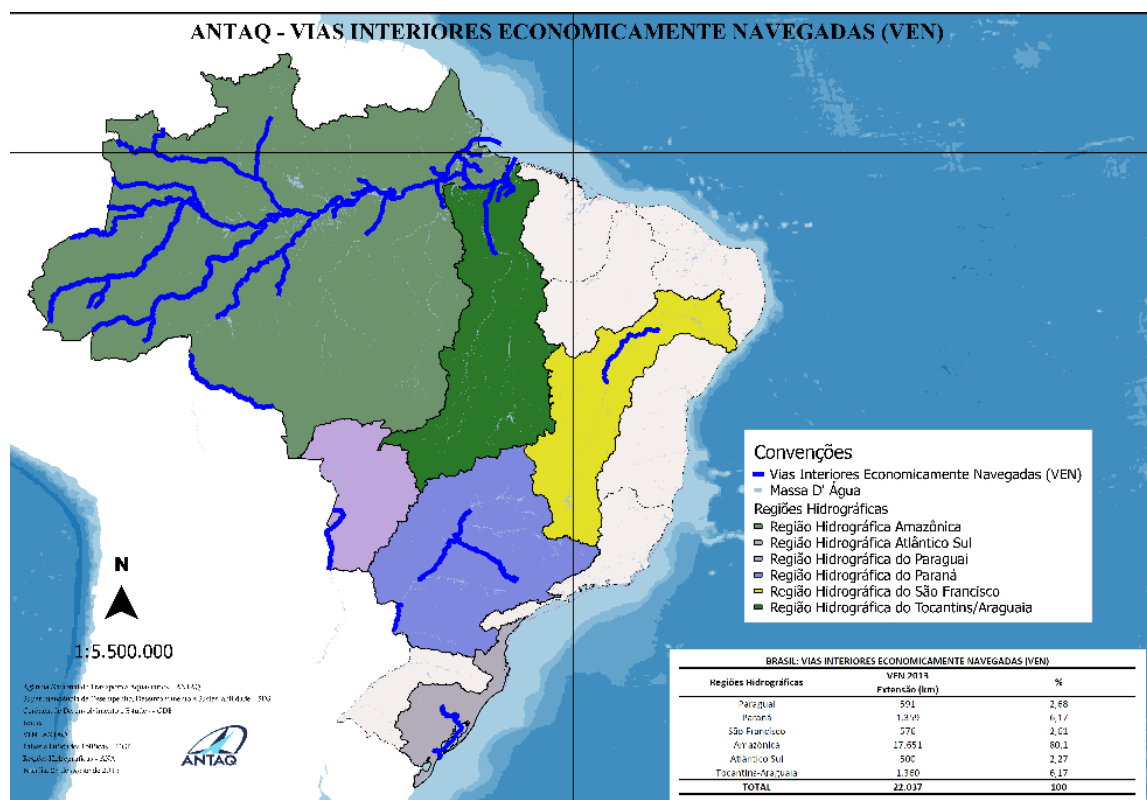 ANTAQ - VIAS INTERIORES ECONOMICAMENTE NAVEGADAS (VEN)
Convenções
Vias Interiores Economicamente Navegadas (VEN)
Massa D' Água
Regiões Hidrográficas
Região Hidrográfica Amazônica
Região Hidrográfica Atlântico Sul
Região Hidrográfica do Paraguai
Região Hidrográfica do Paraná
Região Hidrográfica do São Francisco
Região Hidrográfica do Tocantins/Araguaia
N
1:5.500.000
ANTAQ
BRASIL: VIAS INTERIORES ECONOMICAMENTE NAVEGADAS (VEN)
Regiões Hidrográficas VEN 2013 Extensão (km) %
Paraguai 591 2,68
Paraná 1.359 6,17
São Francisco 576 2,61
Amazônica 17.651 80,1
Atlântico Sul 500 2,27
Tocantins-Araguaia 1.360 6,17
TOTAL 22.037 100